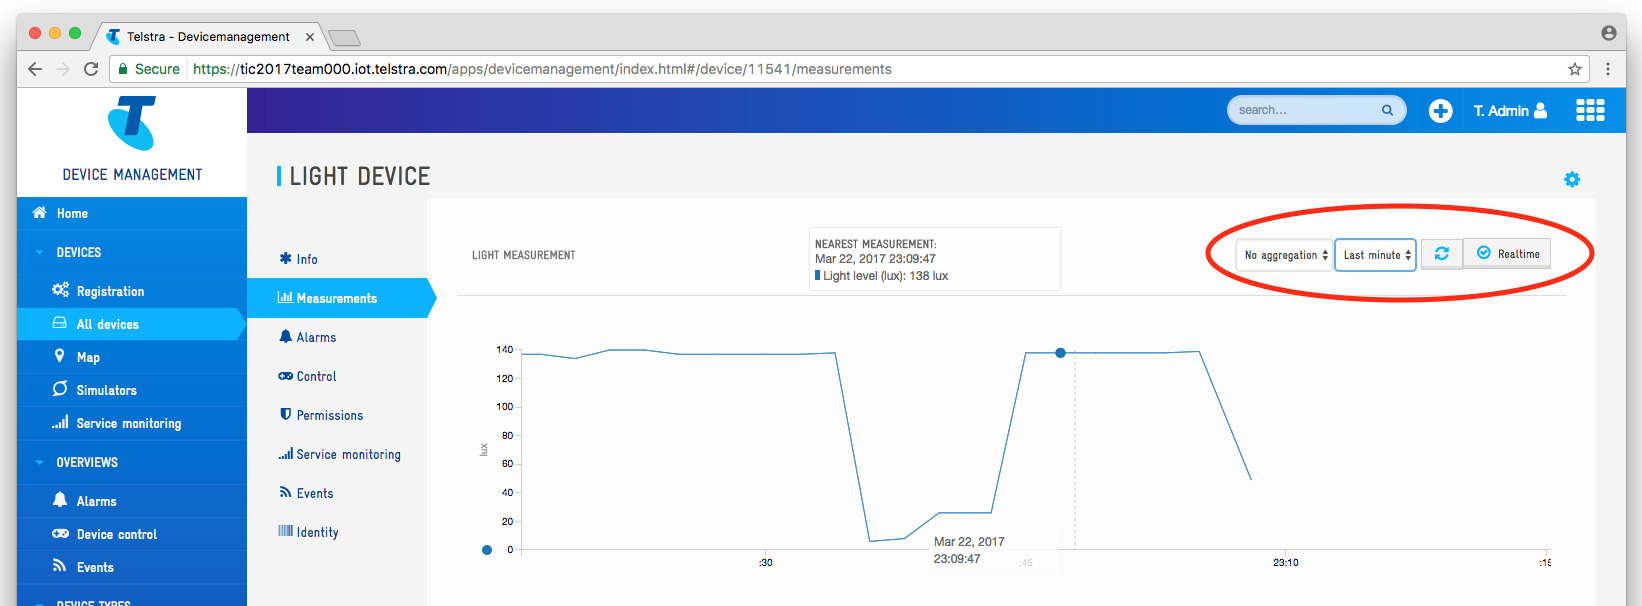 Telstra - Devicemanagement
Secure https://tic2017team000.iot.telstra.com/apps/devicemanagement/index.html#/device/11541/measurements
search...
T. Admin
DEVICE MANAGEMENT
Home
DEVICES
Registration
All devices
Map
Simulators
Service monitoring
OVERVIEWS
Alarms
Device control
Events
DEVICE TYPES
LIGHT DEVICE
Info
Measurements
Alarms
Control
Permissions
Service monitoring
Events
Identity
LIGHT MEASUREMENT
NEAREST MEASUREMENT:
Mar 22, 2017 23:09:47
Light level (lux): 138 lux
No aggregation Last minute Realtime
140
120
100
80
60
40
20
0
lux
Mar 22, 2017
23:09:47
:30 :45 23:10 :15